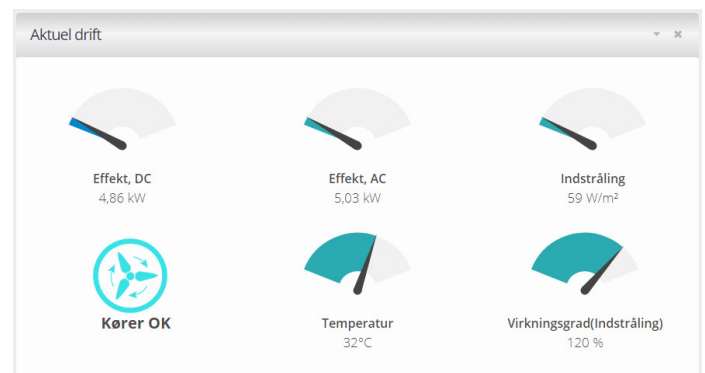 Aktuel drift
Effekt, DC
4,86 kW
Effekt, AC
5,03 kW
Indstråling
59 W/m²
Kører OK
Temperatur
32°C
Virkningsgrad(Indstråling)
120 %